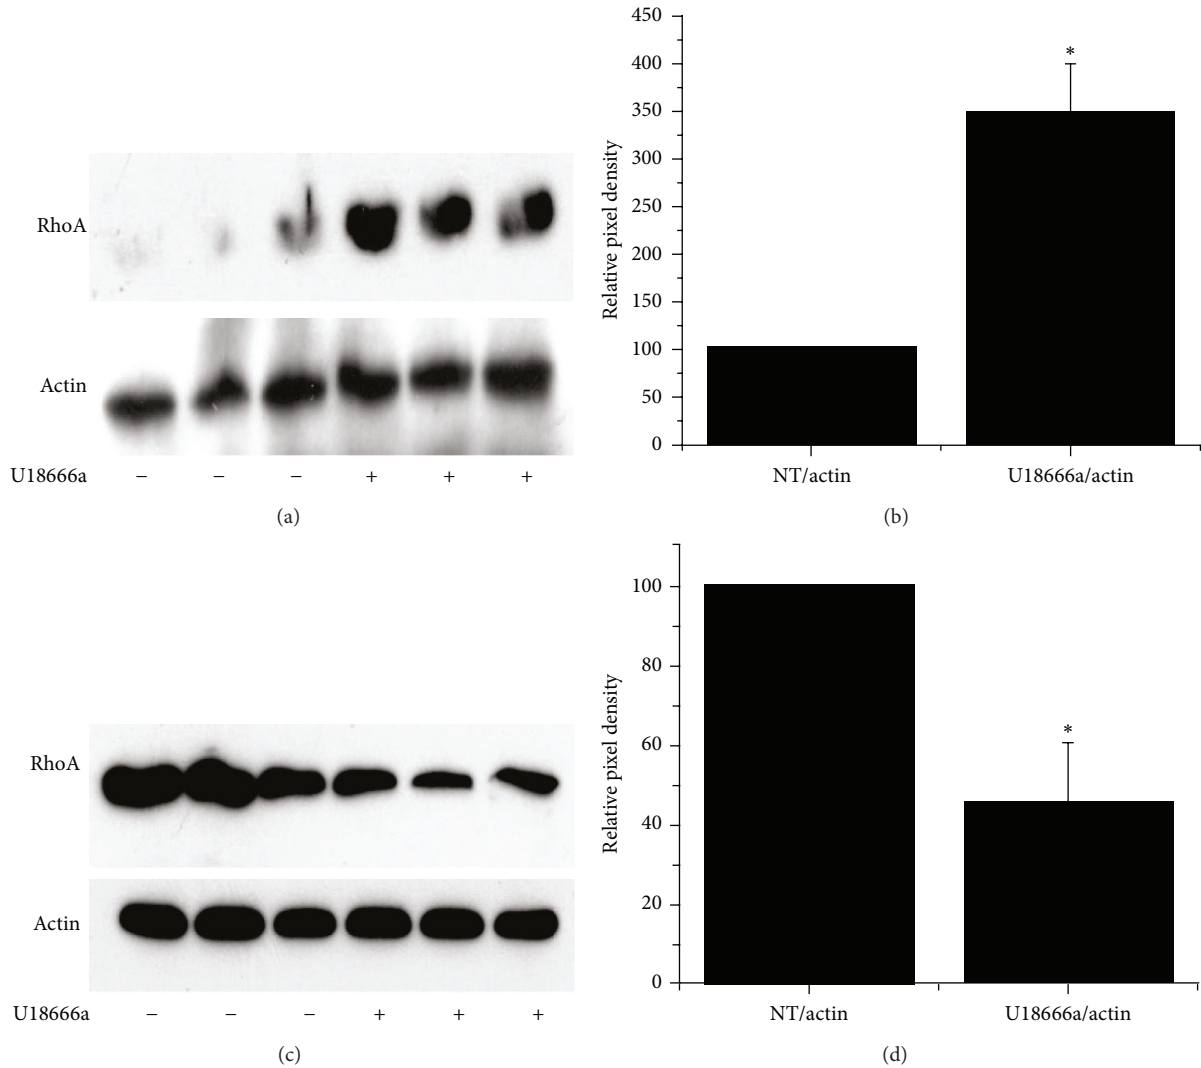 RhoA
Actin
U18666a − − − + + +
(a)
450
400
350
300
250
200
150
100
50
0
Relative pixel density
*
NT/actin U18666a/actin
(b)
RhoA
Actin
U18666a − − − + + +
(c)
100
80
60
40
20
0
Relative pixel density
*
NT/actin U18666a/actin
(d)